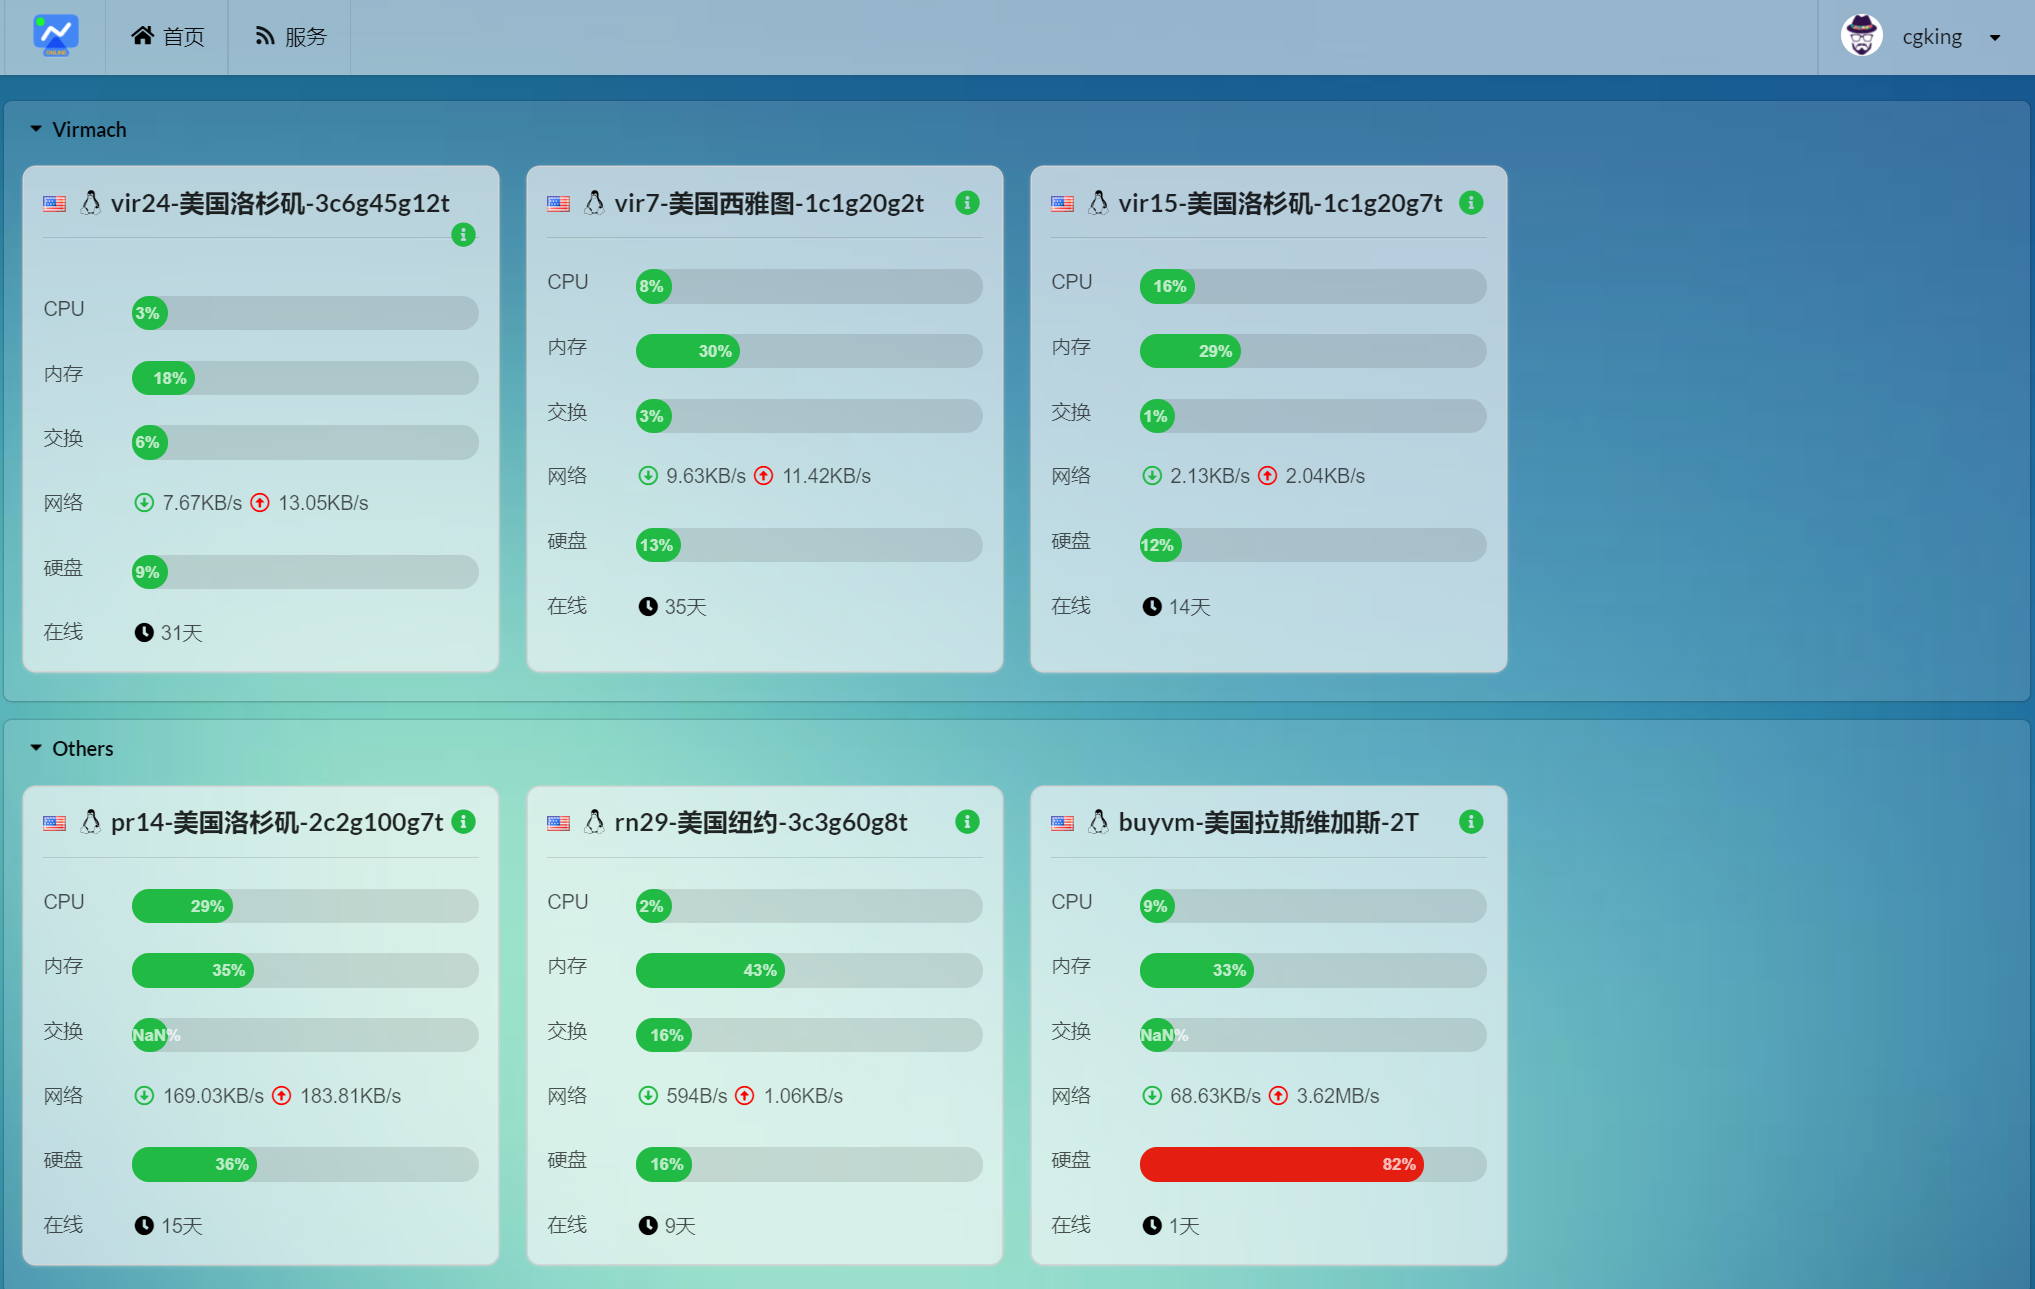 首页
服务
cgking
Virmach
vir24-美国洛杉矶-3c6g45g12t
CPU
3%
内存
18%
交换
6%
网络
7.67KB/s 13.05KB/s
硬盘
9%
在线
31天
vir7-美国西雅图-1c1g20g2t
CPU
8%
内存
30%
交换
3%
网络
9.63KB/s 11.42KB/s
硬盘
13%
在线
35天
vir15-美国洛杉矶-1c1g20g7t
CPU
16%
内存
29%
交换
1%
网络
2.13KB/s 2.04KB/s
硬盘
12%
在线
14天
Others
pr14-美国洛杉矶-2c2g100g7t
CPU
29%
内存
35%
交换
NaN%
网络
169.03KB/s 183.81KB/s
硬盘
36%
在线
15天
rn29-美国纽约-3c3g60g8t
CPU
2%
内存
43%
交换
16%
网络
594B/s 1.06KB/s
硬盘
16%
在线
9天
buyvm-美国拉斯维加斯-2T
CPU
9%
内存
33%
交换
NaN%
网络
68.63KB/s 3.62MB/s
硬盘
82%
在线
1天